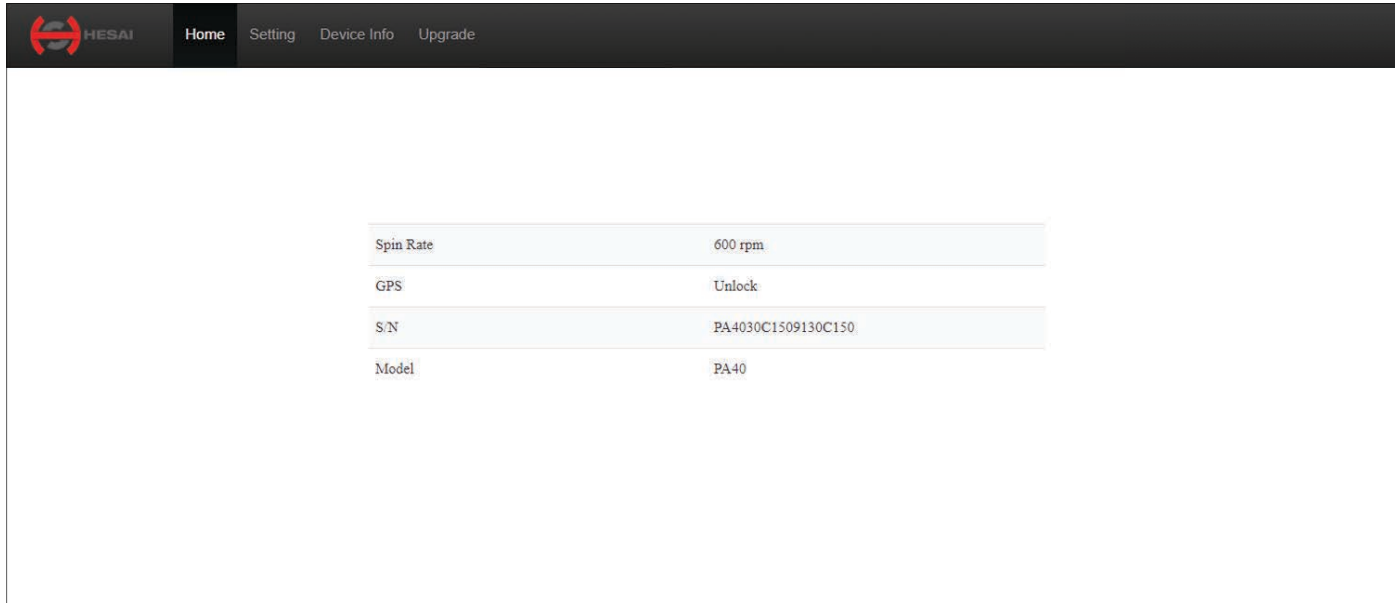 HESAI Home Setting Device Info Upgrade
Spin Rate 600 rpm
GPS Unlock
S/N PA4030C1509130C150
Model PA40